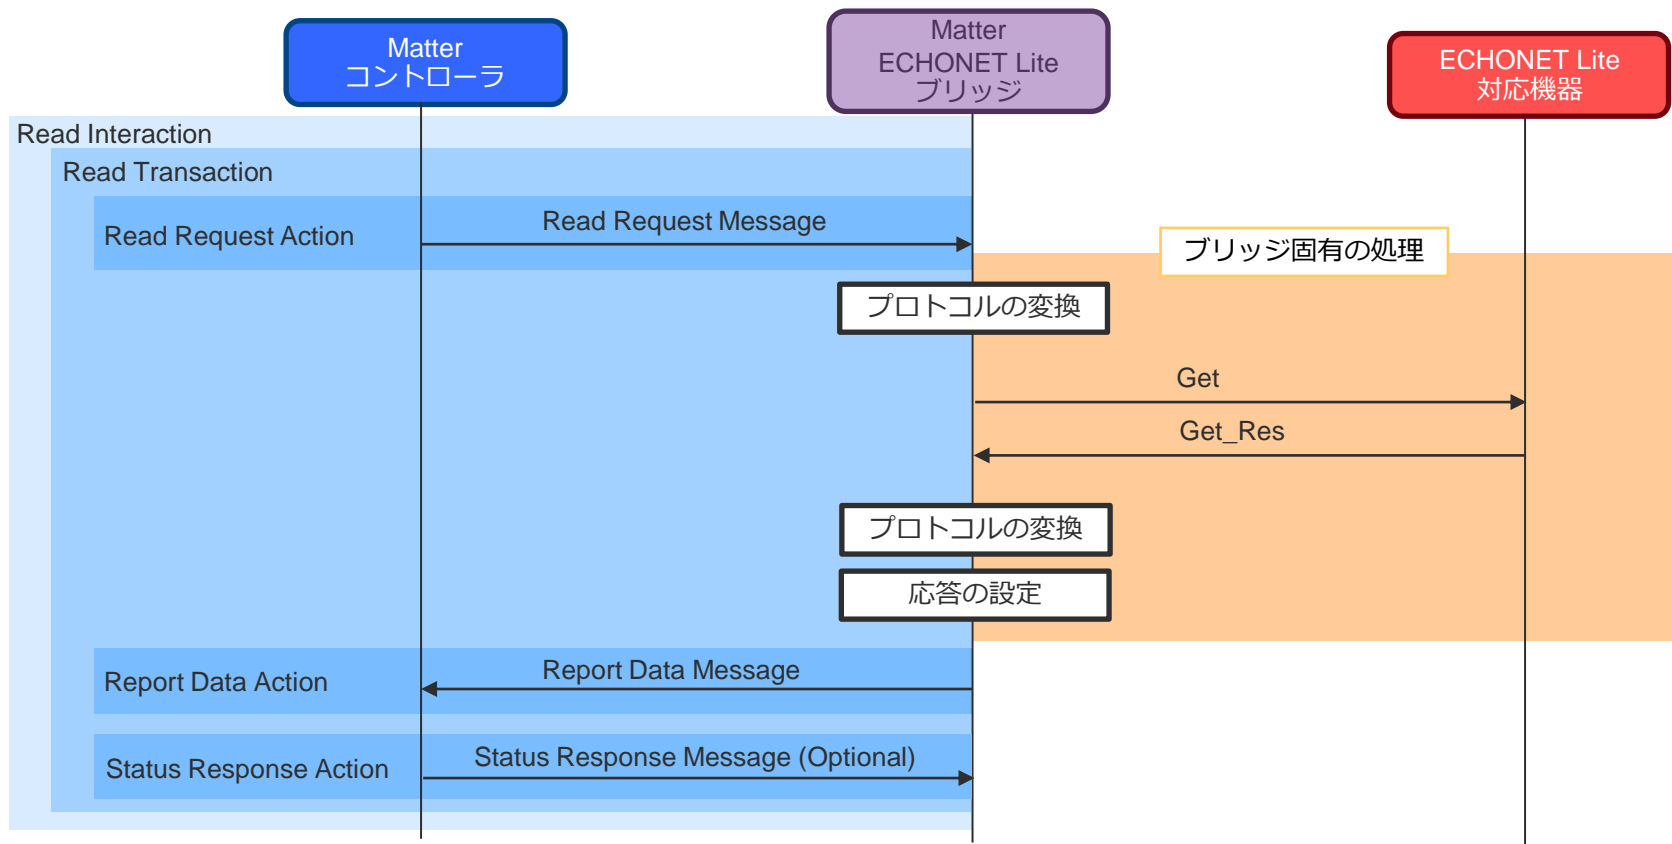 Matter
コントローラ
Matter
ECHONET Lite
ブリッジ
ECHONET Lite
対応機器
Read Interaction
Read Transaction
Read Request Action
Read Request Message
ブリッジ固有の処理
プロトコルの変換
Get
Get_Res
プロトコルの変換
応答の設定
Report Data Action
Report Data Message
Status Response Action
Status Response Message (Optional)